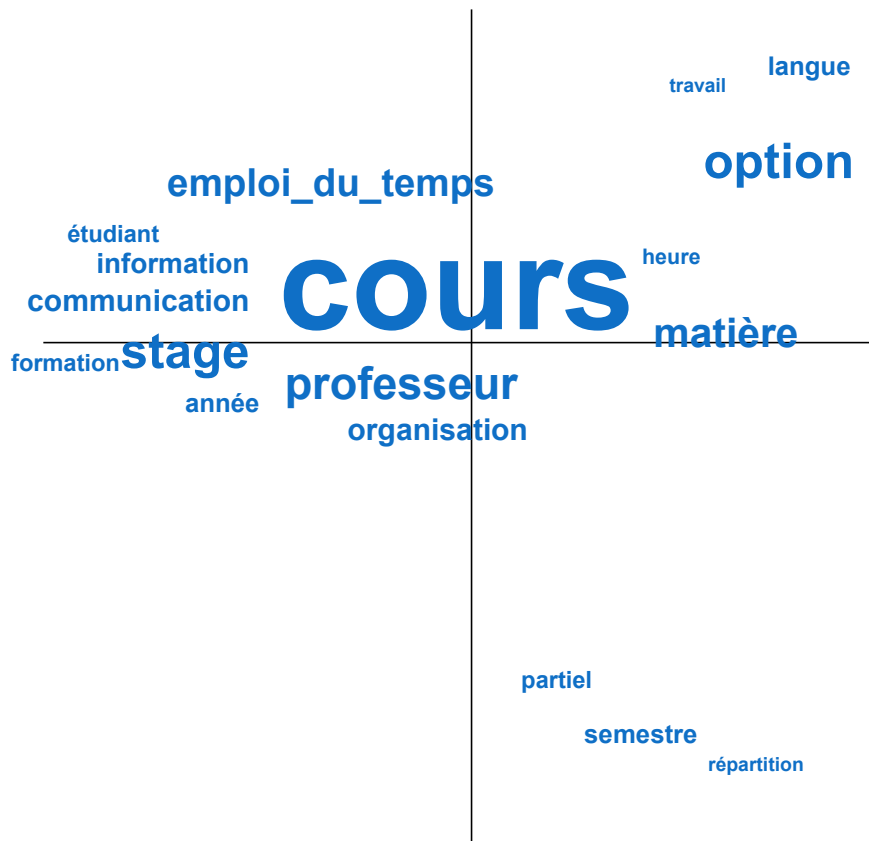 langue
travail
option
emploi_du_temps
étudiant
information
cours
heure
communication
matière
stage
formation
professeur
année
organisation
partiel
semestre
répartition